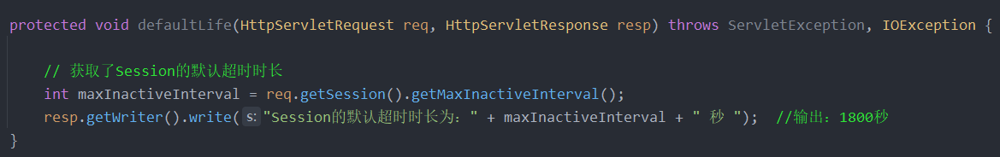 protected void defaultLife(HttpServletRequest req, HttpServletResponse resp) throws ServletException, IOException {
// 获取了Session的默认超时时长
int maxInactiveInterval = req.getSession().getMaxInactiveInterval();
resp.getWriter().write( s: "Session的默认超时时长为：" + maxInactiveInterval + " 秒 ");  //输出：1800秒
}